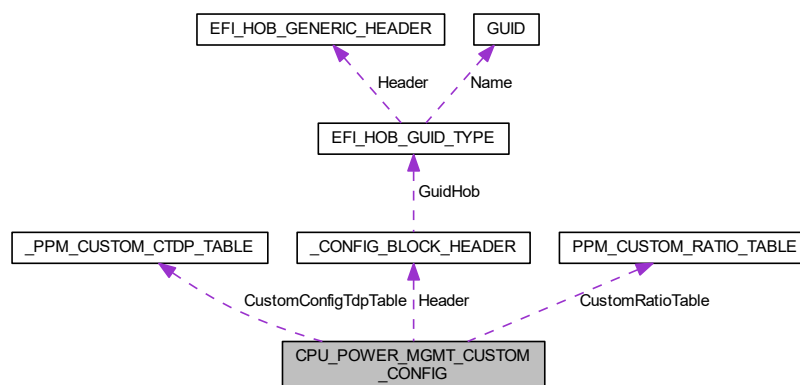 EFI_HOB_GENERIC_HEADER
GUID
Header
Name
EFI_HOB_GUID_TYPE
GuidHob
_PPM_CUSTOM_CTDP_TABLE
_CONFIG_BLOCK_HEADER
PPM_CUSTOM_RATIO_TABLE
CustomConfigTdpTable
Header
CustomRatioTable
CPU_POWER_MGMT_CUSTOM
_CONFIG